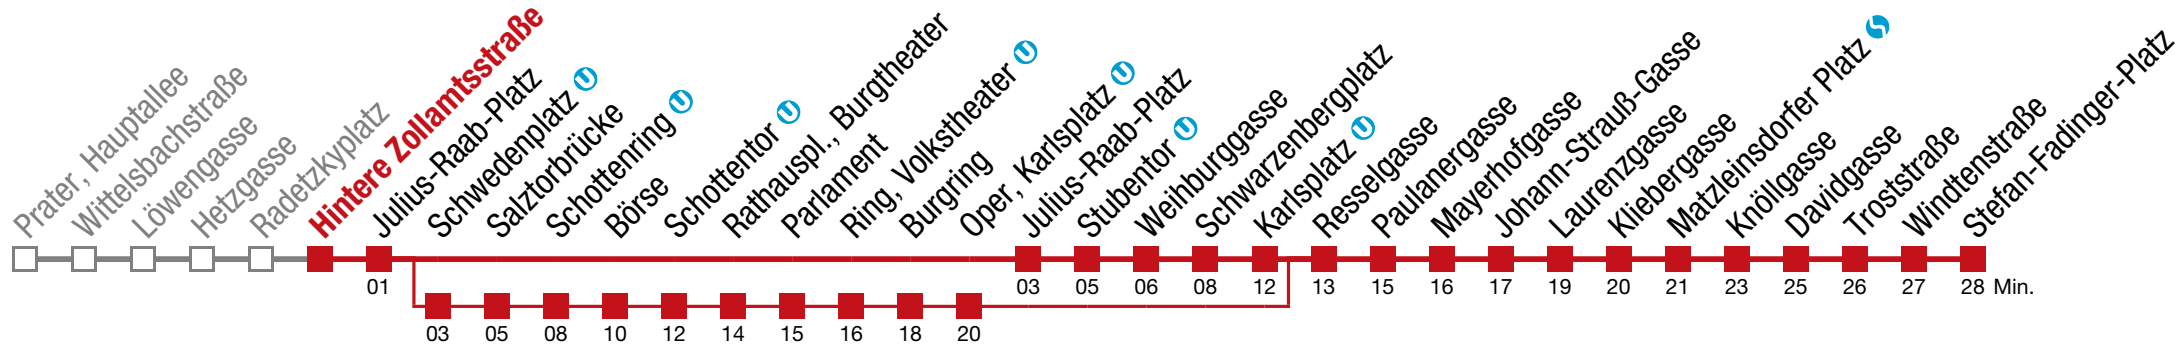 Prater, Hauptallee
Wittelsbachstraße
Löwengasse
Hetzgasse
Radetzkyplatz
Hintere Zollamtsstraße
Julius-Raab-Platz
Schwedenplatz U
Salztorbrücke
Schottenring U
Börse
Schottentor U
Rathauspl., Burgtheater
Parlament
Ring, Volkstheater U
Burgring
Oper, Karlsplatz U
Julius-Raab-Platz
Stubentor U
Weihburggasse
Schwarzenbergplatz
Karlsplatz U
Resselgasse
Paulanergasse
Mayerhofgasse
Johann-Strauß-Gasse
Laurenzgasse
Kliebergasse
Matzleinsdorfer Platz S
Knöllgasse
Davidgasse
Troststraße
Windtenstraße
Stefan-Fadinger-Platz
01 03 05 06 08 12 13 15 16 17 19 20 21 23 25 26 27 28 Min.
03 05 08 10 12 14 15 16 18 20